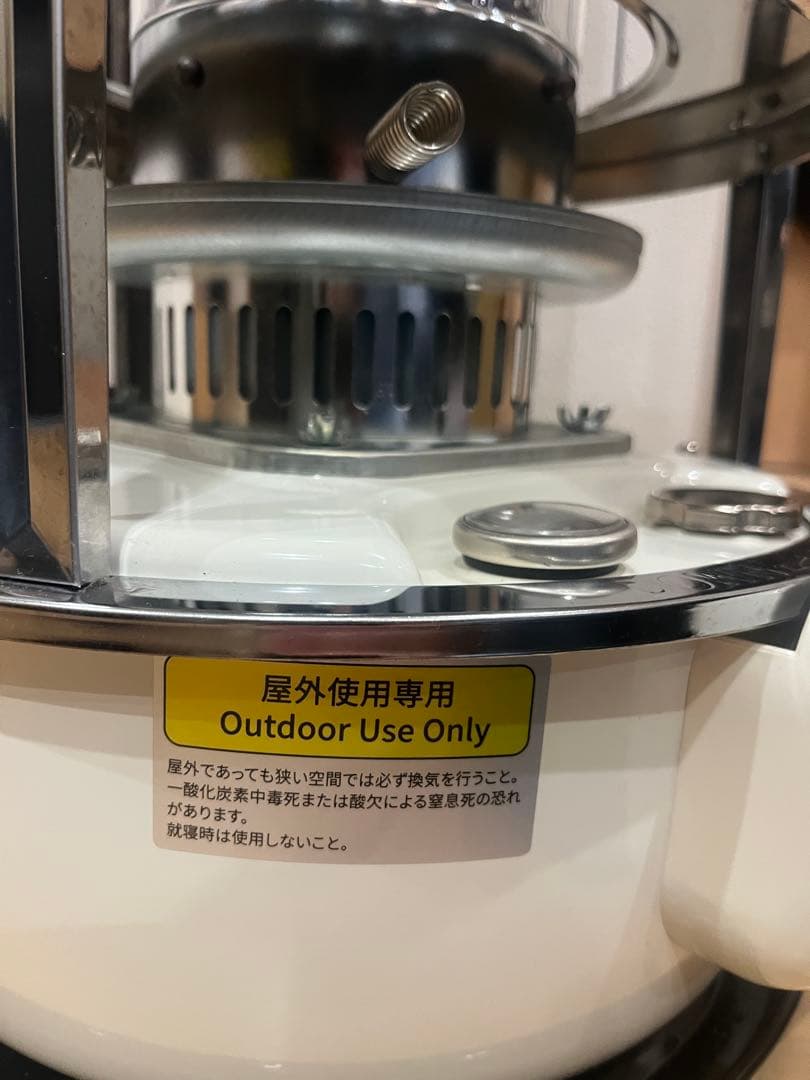 屋外使用専用
Outdoor Use Only
屋外であっても狭い空間では必ず換気を行うこと。
一酸化炭素中毒死または酸欠による窒息死の恐れ
があります。
就寝時は使用しないこと。